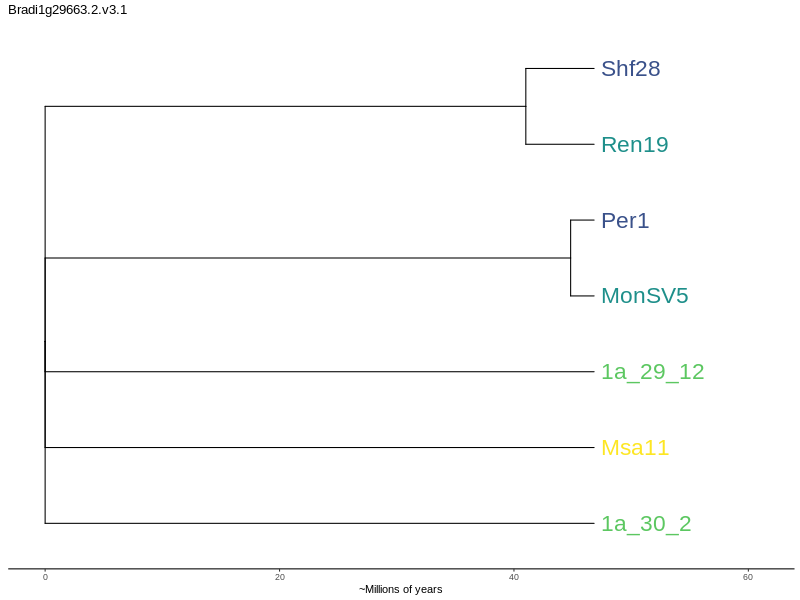 Bradi1g29663.2.v3.1
Shf28
Ren19
Per1
MonSV5
1a_29_12
Msa11
1a_30_2
0 20 40 60
~Millions of years